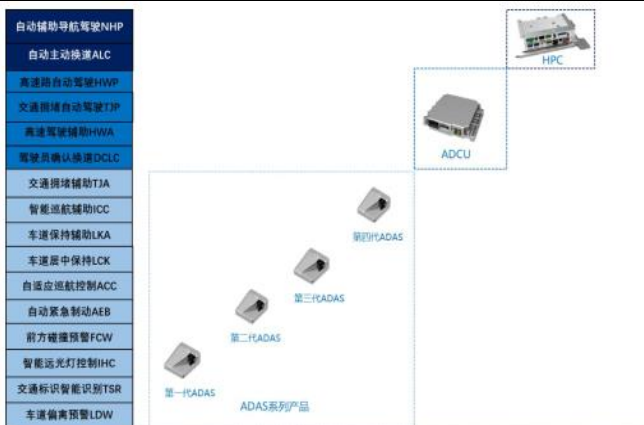 自动辅助导航驾驶NHP
自动主动换道ALC
高速路自动驾驶HWP
交通拥堵自动驾驶TJP
高速驾驶辅助HWA
驾驶员确认换道DCLC
交通拥堵辅助TJA
智能巡航辅助ICC
车道保持辅助LKA
车道居中保持LCK
自适应巡航控制ACC
自动紧急制动AEB
前方碰撞预警FCW
智能远光灯控制IHC
交通标识智能识别TSR
车道偏离预警LDW
HPC
ADCU
第四代ADAS
第三代ADAS
第二代ADAS
第一代ADAS
ADAS系列产品